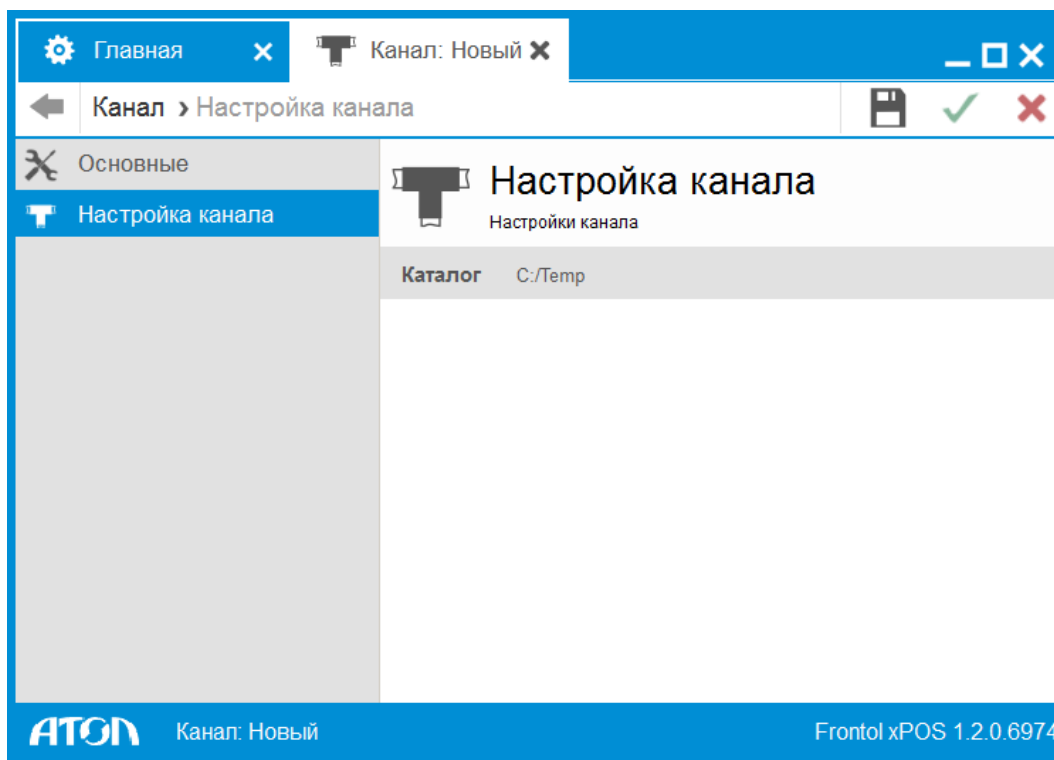 Главная
Канал: Новый
Канал › Настройка канала
Основные
Настройка канала
Настройка канала
Настройки канала
Каталог C:/Temp
ATOL Канал: Новый Frontol xPOS 1.2.0.6974